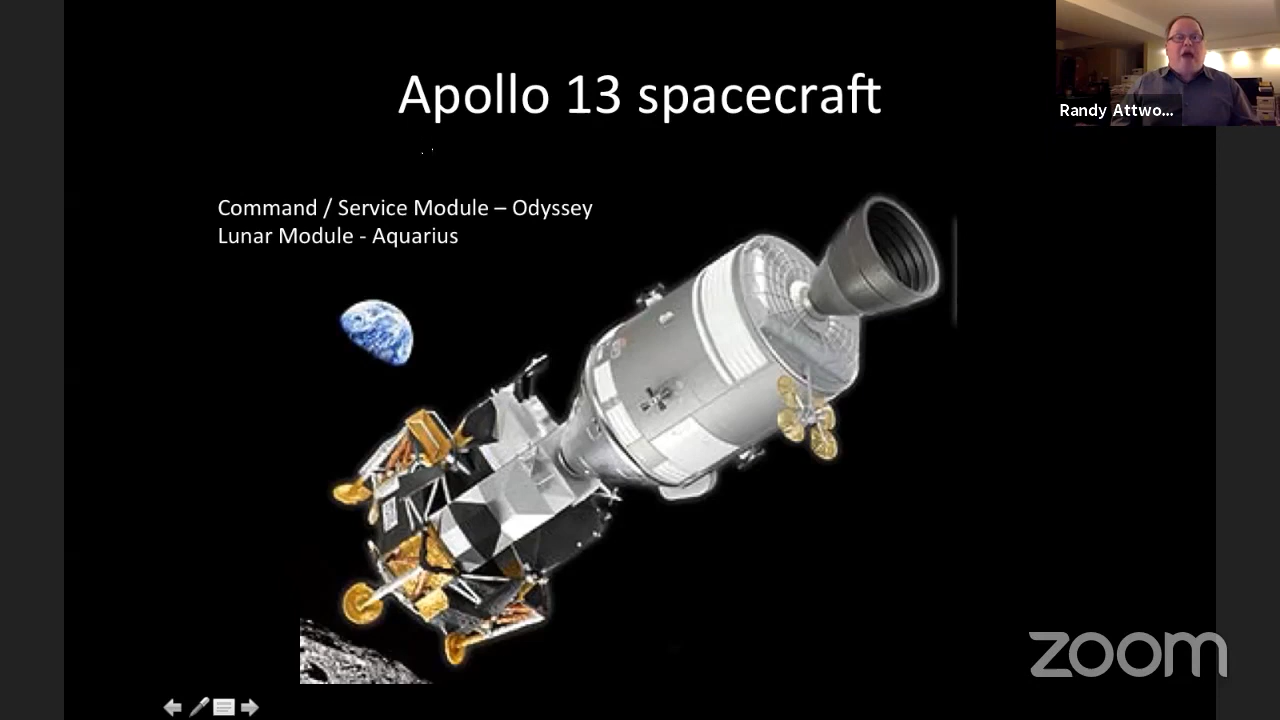 Apollo 13 spacecraft
Randy Attwo...
Command / Service Module – Odyssey
Lunar Module - Aquarius
zoom